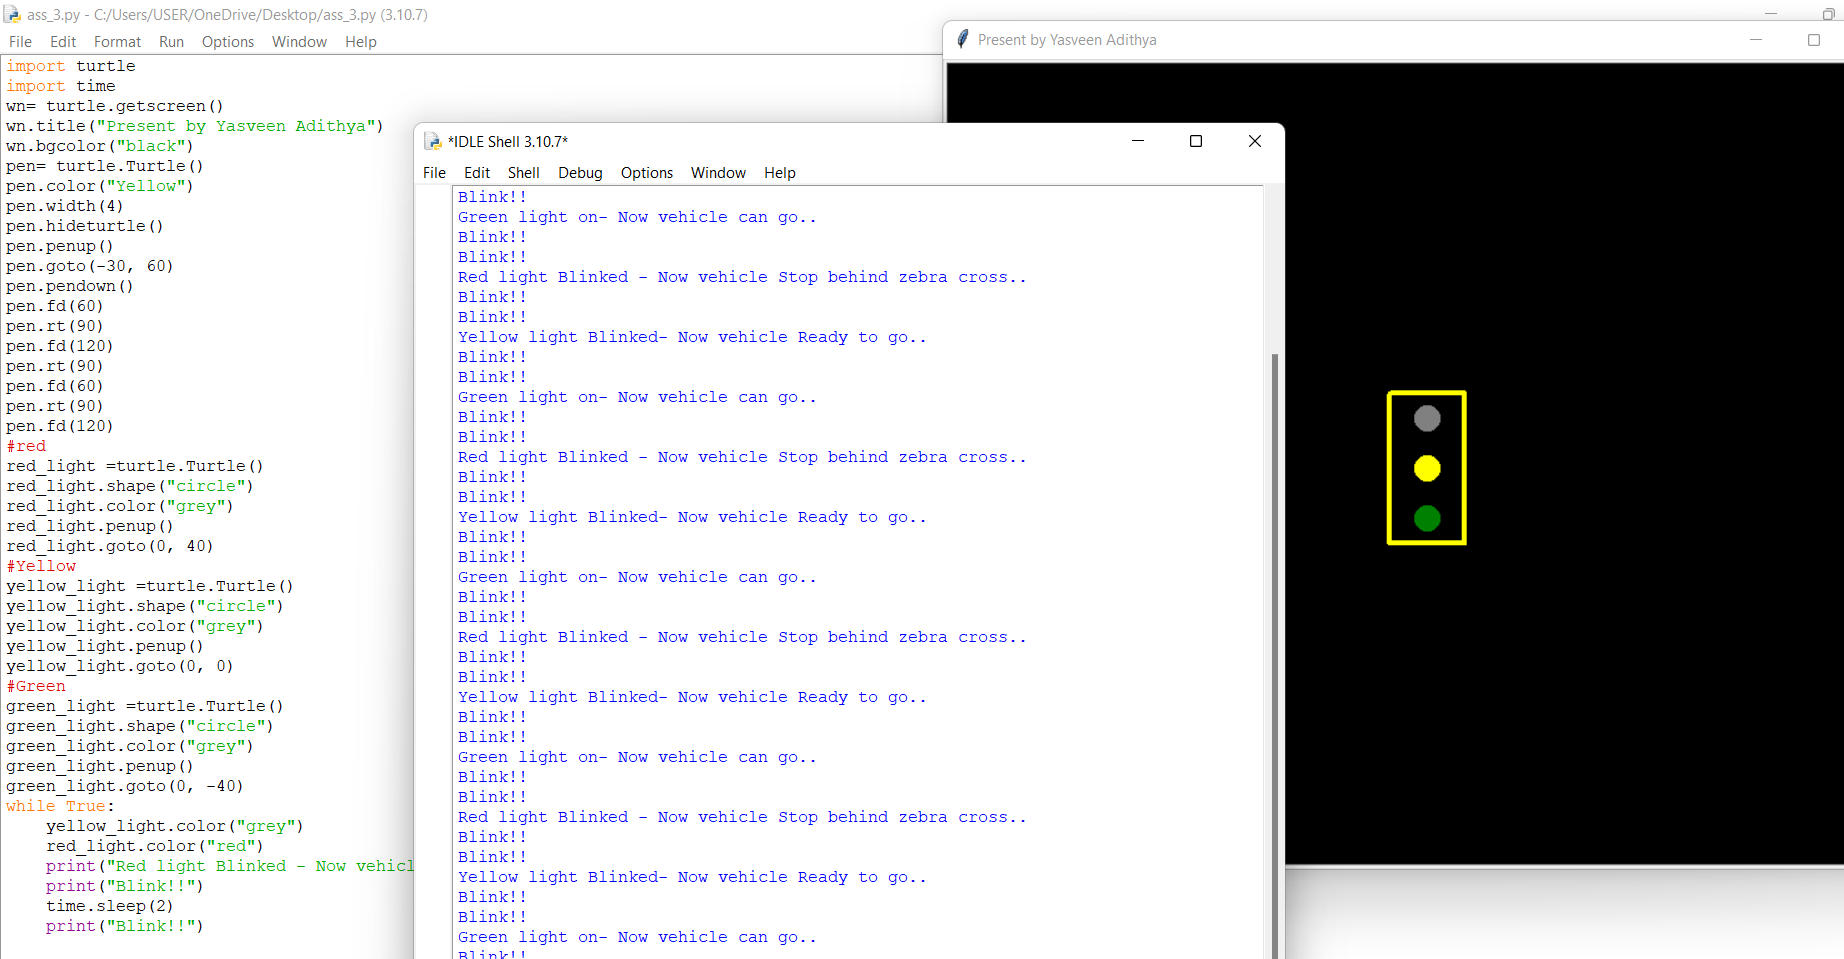 ass_3.py - C:/Users/USER/OneDrive/Desktop/ass_3.py (3.10.7)
File Edit Format Run Options Window Help
import turtle
import time
wn= turtle.getscreen()
wn.title("Present by Yasveen Adithya")
wn.bgcolor("black")
pen= turtle.Turtle()
pen.color("Yellow")
pen.width(4)
pen.hideturtle()
pen.penup()
pen.goto(-30, 60)
pen.pendown()
pen.fd(60)
pen.rt(90)
pen.fd(120)
pen.rt(90)
pen.fd(60)
pen.rt(90)
pen.fd(120)
#red
red_light =turtle.Turtle()
red_light.shape("circle")
red_light.color("grey")
red_light.penup()
red_light.goto(0, 40)
#Yellow
yellow_light =turtle.Turtle()
yellow_light.shape("circle")
yellow_light.color("grey")
yellow_light.penup()
yellow_light.goto(0, 0)
#Green
green_light =turtle.Turtle()
green_light.shape("circle")
green_light.color("grey")
green_light.penup()
green_light.goto(0, -40)
while True:
    yellow_light.color("grey")
    red_light.color("red")
    print("Red light Blinked - Now vehicl
    print("Blink!!")
    time.sleep(2)
    print("Blink!!")
*IDLE Shell 3.10.7*
File Edit Shell Debug Options Window Help
Blink!!
Green light on- Now vehicle can go..
Blink!!
Blink!!
Red light Blinked - Now vehicle Stop behind zebra cross..
Blink!!
Blink!!
Yellow light Blinked- Now vehicle Ready to go..
Blink!!
Blink!!
Green light on- Now vehicle can go..
Blink!!
Blink!!
Red light Blinked - Now vehicle Stop behind zebra cross..
Blink!!
Blink!!
Yellow light Blinked- Now vehicle Ready to go..
Blink!!
Blink!!
Green light on- Now vehicle can go..
Blink!!
Blink!!
Red light Blinked - Now vehicle Stop behind zebra cross..
Blink!!
Blink!!
Yellow light Blinked- Now vehicle Ready to go..
Blink!!
Blink!!
Green light on- Now vehicle can go..
Blink!!
Blink!!
Red light Blinked - Now vehicle Stop behind zebra cross..
Blink!!
Blink!!
Yellow light Blinked- Now vehicle Ready to go..
Blink!!
Blink!!
Green light on- Now vehicle can go..
Blink!!
Present by Yasveen Adithya